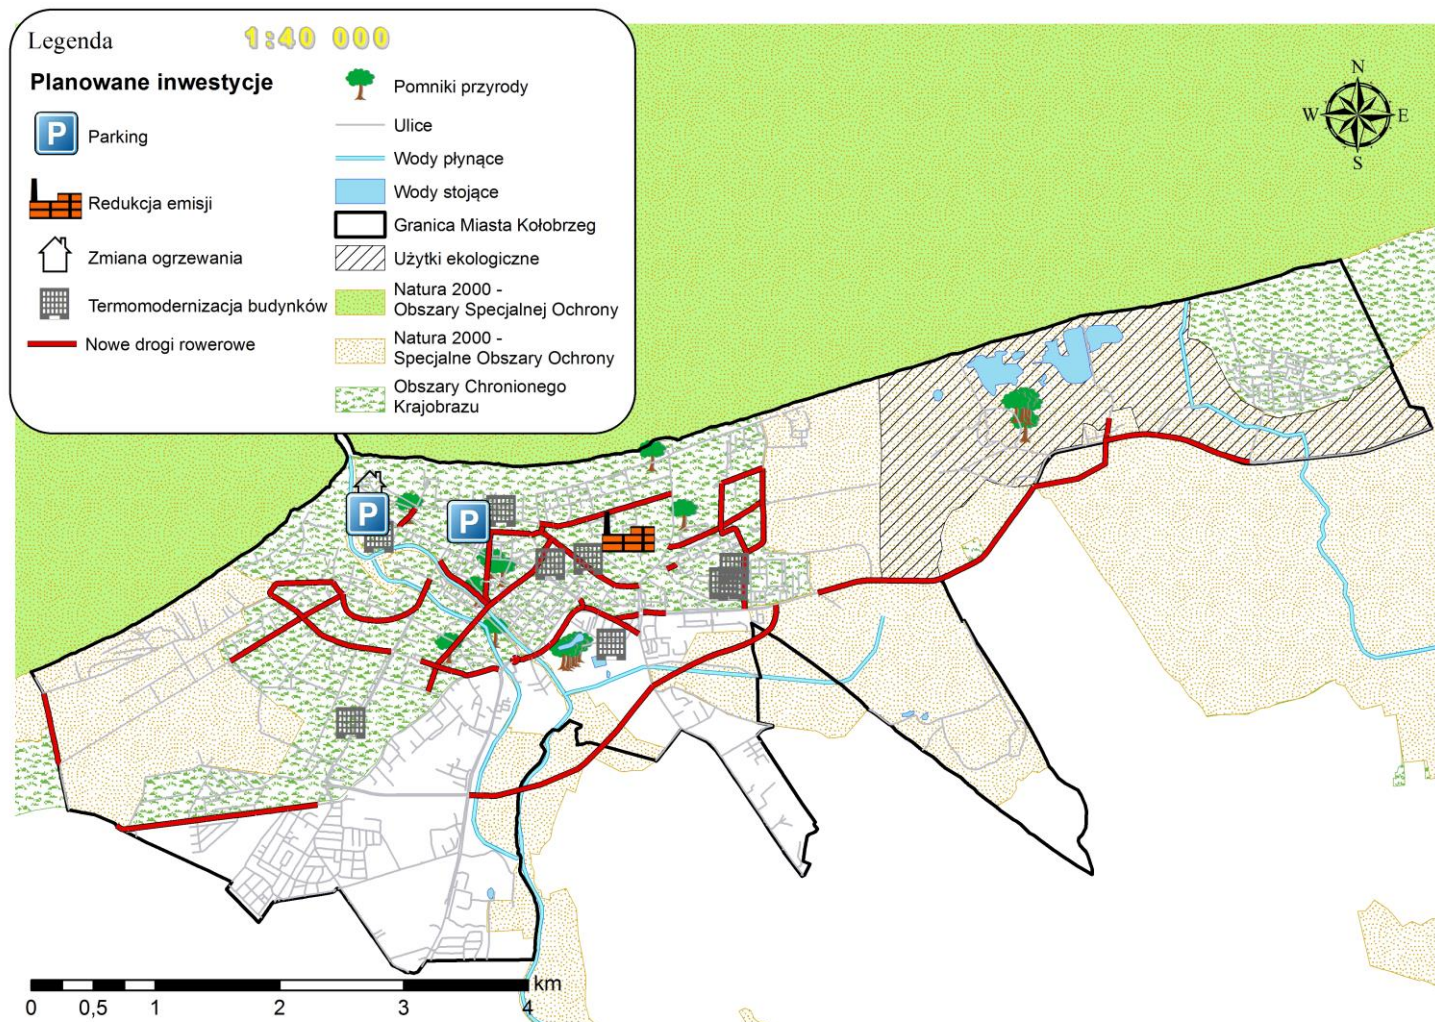 Legenda
1:40 000
Planowane inwestycje
P
Parking
Redukcja emisji
Zmiana ogrzewania
Termomodernizacja budynków
Nowe drogi rowerowe
Pomniki przyrody
Ulice
Wody płynące
Wody stojące
Granica Miasta Kołobrzeg
Użytki ekologiczne
Natura 2000 -
Obszary Specjalnej Ochrony
Natura 2000 -
Specjalne Obszary Ochrony
Obszary Chronionego
Krajobrazu
N
W
E
S
P
P
km
0
0,5
1
2
3
4